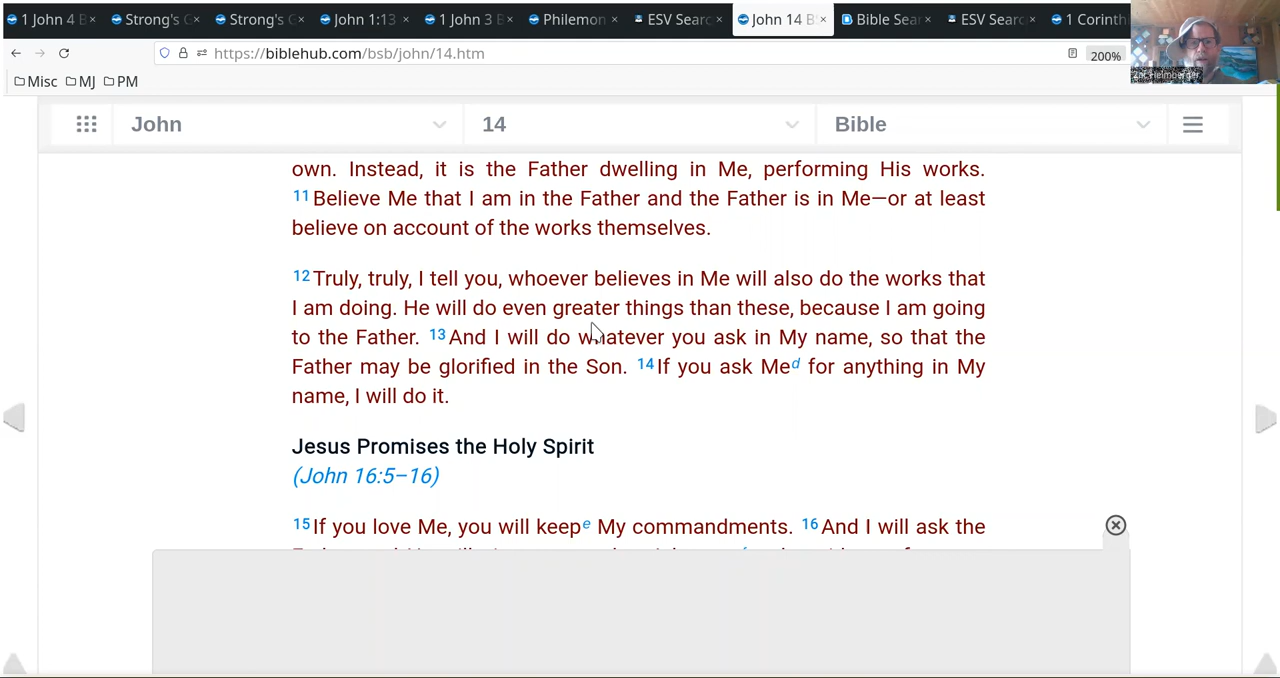 1 John 4 B
Strong's C
Strong's C
John 1:13
1 John 3 B
Philemon
ESV Searc
John 14 B
Bible Sear
ESV Searc
1 Corinth
https://biblehub.com/bsb/john/14.htm
200%
Zac Helmberger
Misc
MJ
PM
John
14
Bible
own. Instead, it is the Father dwelling in Me, performing His works.
11 Believe Me that I am in the Father and the Father is in Me—or at least
believe on account of the works themselves.
12 Truly, truly, I tell you, whoever believes in Me will also do the works that
I am doing. He will do even greater things than these, because I am going
to the Father. 13 And I will do whatever you ask in My name, so that the
Father may be glorified in the Son. 14 If you ask Me d for anything in My
name, I will do it.
Jesus Promises the Holy Spirit
(John 16:5–16)
15 If you love Me, you will keep e My commandments. 16 And I will ask the